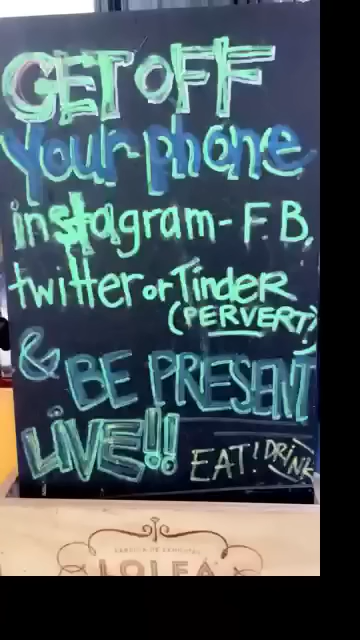 GET OFF
Your phone
instagram - F.B,
twitter or TindeR
(PERVERT)
& BE PRESENT
LiVE!! EAT! DRiNK
LOLEA